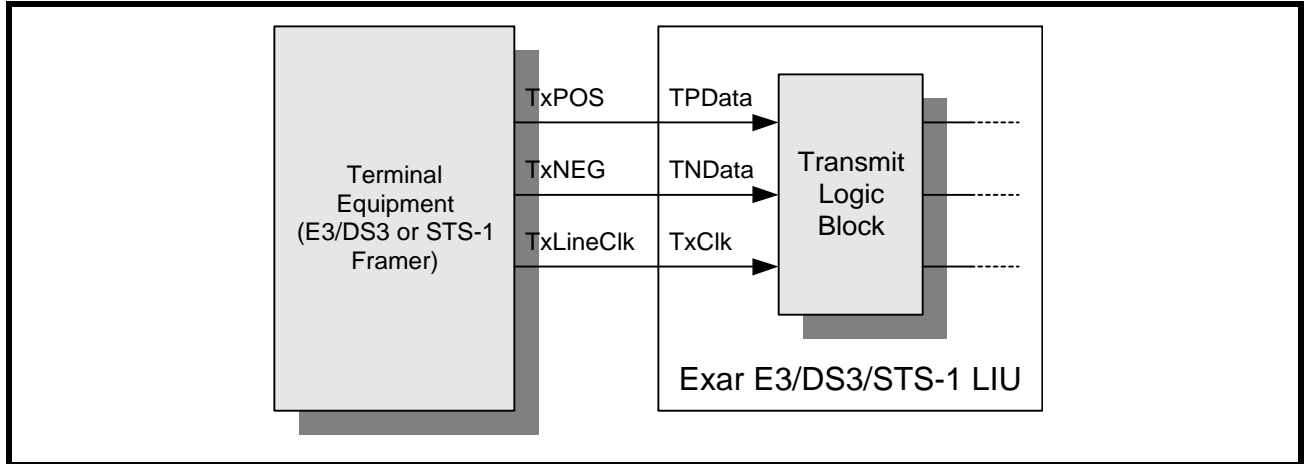 TxPOS TPData
TxNEG TNData
TxLineClk TxClk
Terminal
Equipment
(E3/DS3 or STS-1
Framer)
Transmit
Logic
Block
Exar E3/DS3/STS-1 LIU